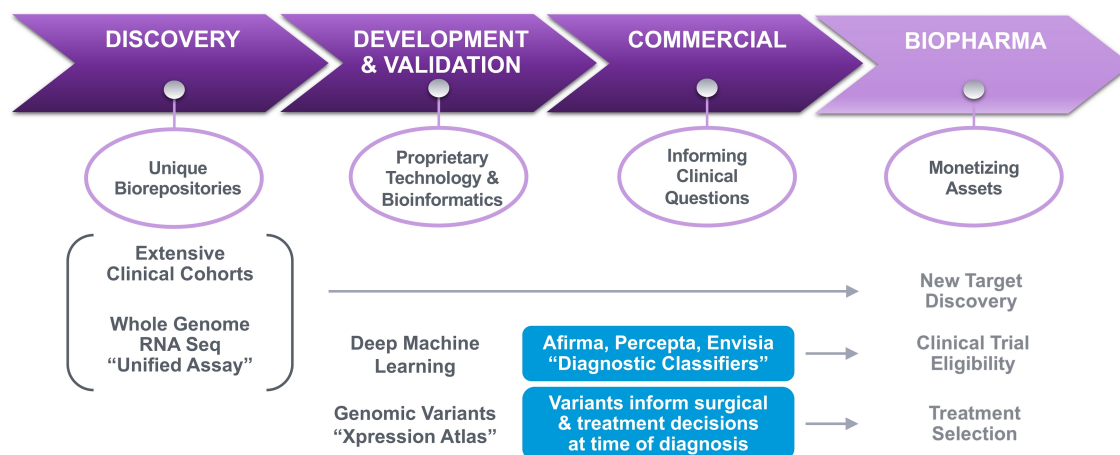 DISCOVERY
DEVELOPMENT
& VALIDATION
COMMERCIAL
BIOPHARMA
Unique
Biorepositories
Proprietary
Technology &
Bioinformatics
Informing
Clinical
Questions
Monetizing
Assets
Extensive
Clinical Cohorts
Whole Genome
RNA Seq
“Unified Assay”
New Target
Discovery
Deep Machine
Learning
Afirma, Percepta, Envisia
“Diagnostic Classifiers”
Clinical Trial
Eligibility
Genomic Variants
“Xpression Atlas”
Variants inform surgical
& treatment decisions
at time of diagnosis
Treatment
Selection